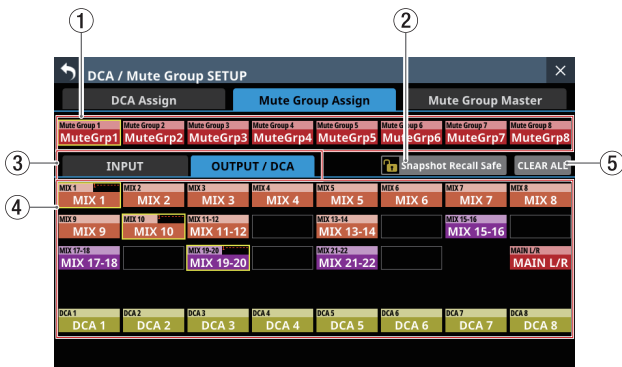 ① ②
DCA / Mute Group SETUP ×
DCA Assign Mute Group Assign Mute Group Master
Mute Group 1 Mute Group 2 Mute Group 3 Mute Group 4 Mute Group 5 Mute Group 6 Mute Group 7 Mute Group 8
MuteGrp1 MuteGrp2 MuteGrp3 MuteGrp4 MuteGrp5 MuteGrp6 MuteGrp7 MuteGrp8
③ INPUT OUTPUT / DCA Snapshot Recall Safe CLEAR ALL ⑤
④ MIX 1 MIX 2 MIX 3 MIX 4 MIX 5 MIX 6 MIX 7 MIX 8
MIX 1 MIX 2 MIX 3 MIX 4 MIX 5 MIX 6 MIX 7 MIX 8
MIX 9 MIX 10 MIX 11-12 MIX 13-14 MIX 15-16
MIX 9 MIX 10 MIX 11-12 MIX 13-14 MIX 15-16
MIX 17-18 MIX 19-20 MIX 21-22 MAIN L/R
MIX 17-18 MIX 19-20 MIX 21-22 MAIN L/R
DCA 1 DCA 2 DCA 3 DCA 4 DCA 5 DCA 6 DCA 7 DCA 8
DCA 1 DCA 2 DCA 3 DCA 4 DCA 5 DCA 6 DCA 7 DCA 8